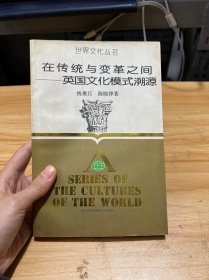 世界文化丛书
在传统与变革之间
——英国文化模式溯源
钱乘旦 陈晓律著
A
SERIES OF
THE CULTURES
OF THE WORLD